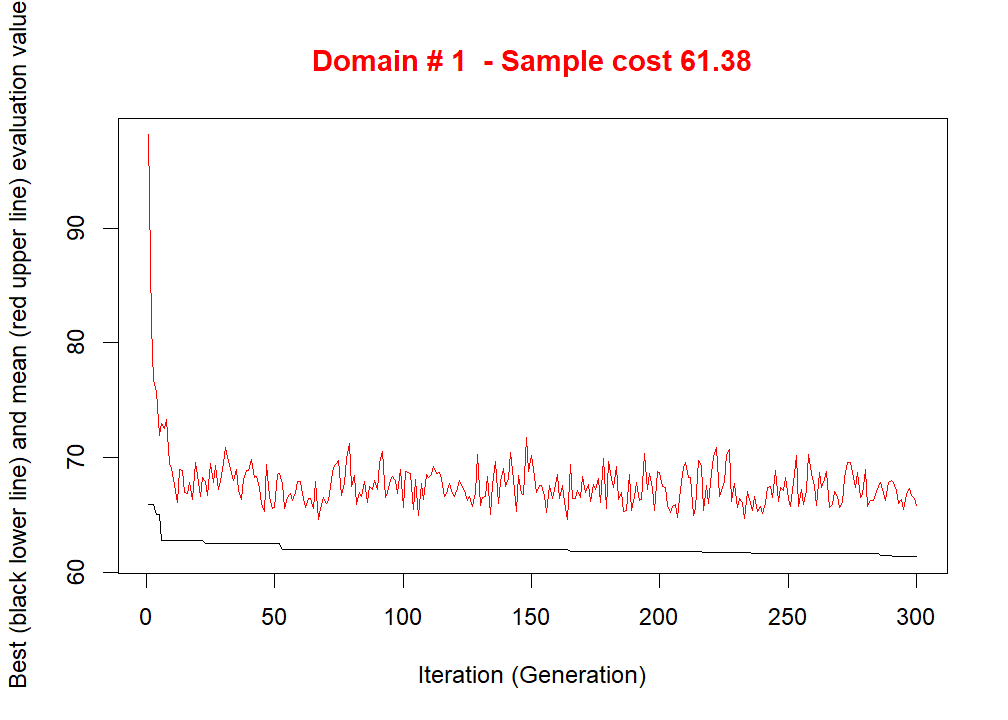 Domain # 1  - Sample cost 61.38
Best (black lower line) and mean (red upper line) evaluation value
90
80
70
60
0 50 100 150 200 250 300
Iteration (Generation)